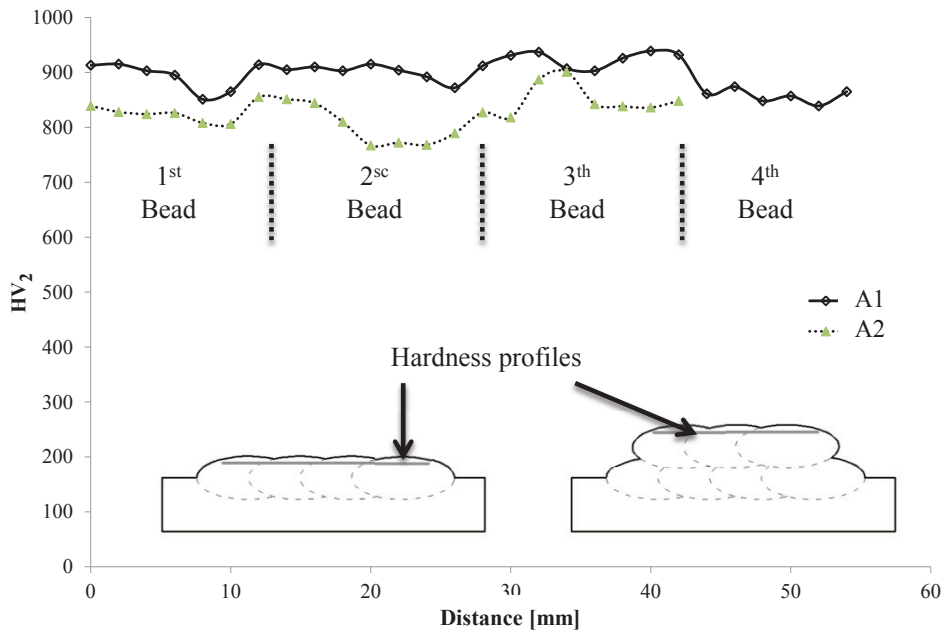 1000
900
800
700
600
500
400
300
200
100
0
HV2
1st
Bead
2sc
Bead
3th
Bead
4th
Bead
A1
A2
Hardness profiles
0
10
20
30
40
50
60
Distance [mm]